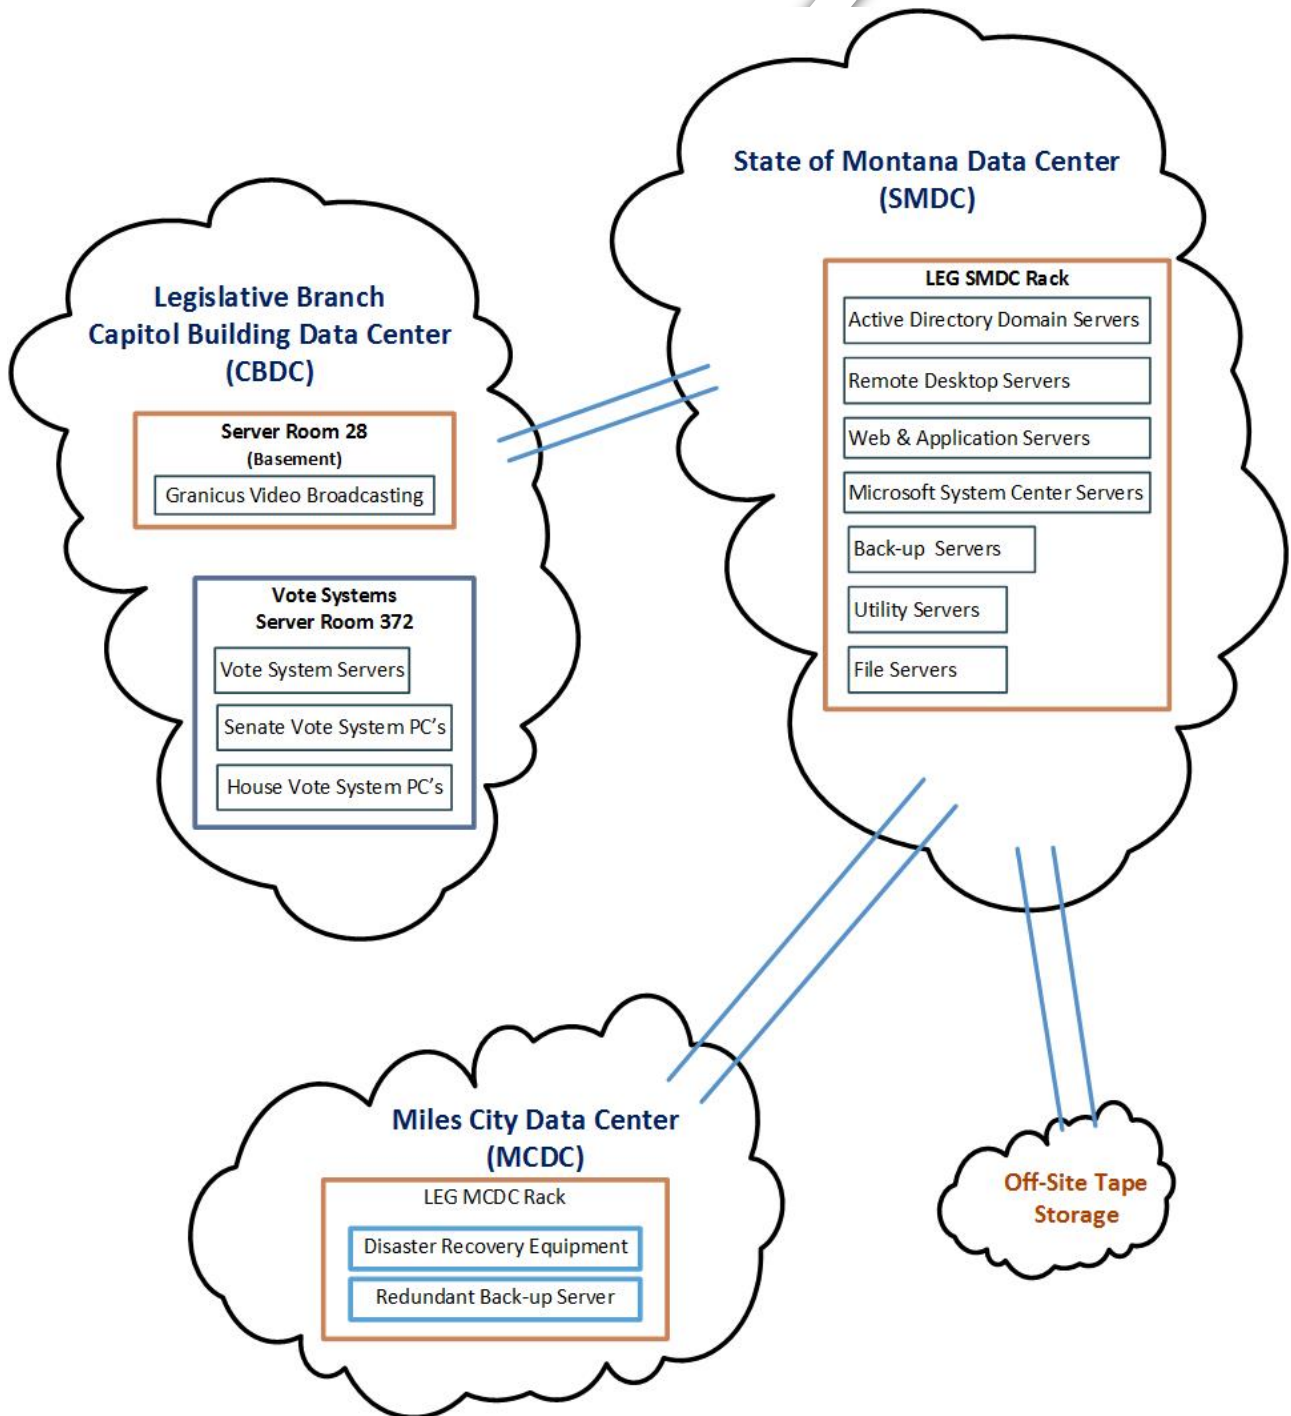 State of Montana Data Center
(SMDC)
LEG SMDC Rack
Active Directory Domain Servers
Remote Desktop Servers
Web & Application Servers
Microsoft System Center Servers
Back-up Servers
Utility Servers
File Servers
Legislative Branch
Capitol Building Data Center
(CBDC)
Server Room 28
(Basement)
Granicus Video Broadcasting
Vote Systems
Server Room 372
Vote System Servers
Senate Vote System PC's
House Vote System PC's
Miles City Data Center
(MCDC)
LEG MCDC Rack
Disaster Recovery Equipment
Redundant Back-up Server
Off-Site Tape
Storage